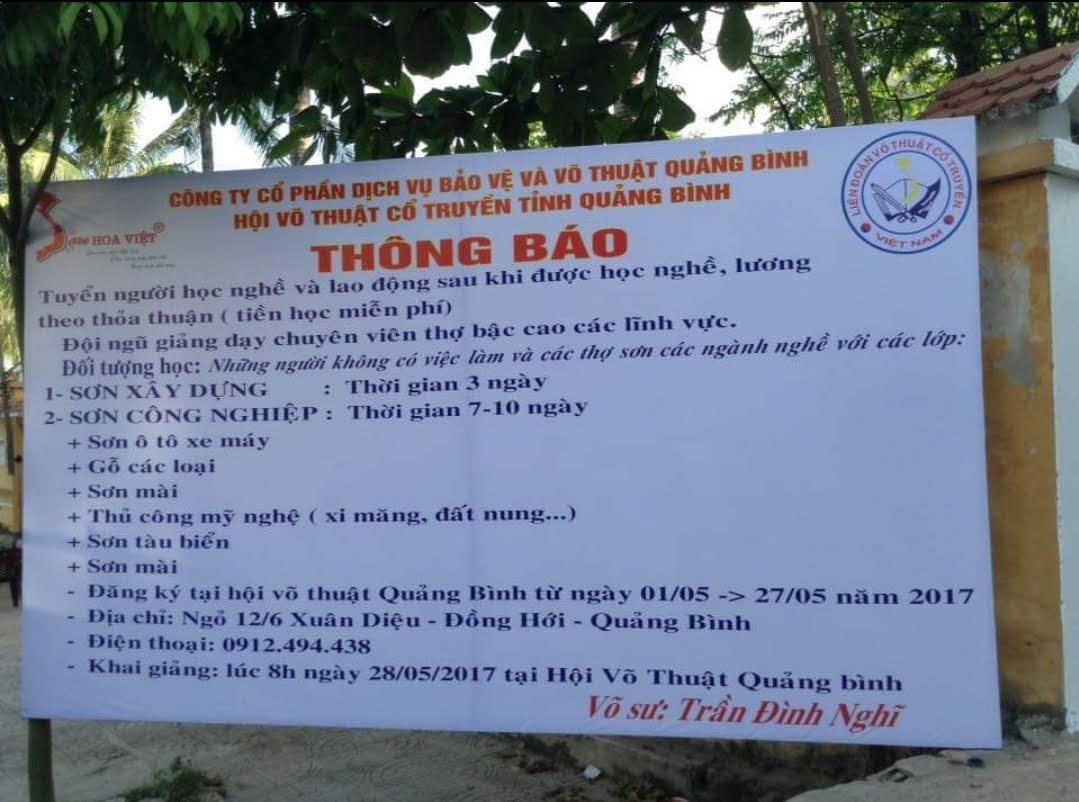 CÔNG TY CỔ PHẦN DỊCH VỤ BẢO VỆ VÀ VÕ THUẬT QUẢNG BÌNH
HỘI VÕ THUẬT CỔ TRUYỀN TỈNH QUẢNG BÌNH
HOA VIỆT
LIÊN ĐOÀN VÕ THUẬT CỔ TRUYỀN
VIỆT NAM
THÔNG BÁO
Tuyển người học nghề và lao động sau khi được học nghề, lương
theo thỏa thuận ( tiền học miễn phí)
Đội ngũ giảng dạy chuyên viên thợ bậc cao các lĩnh vực.
Đối tượng học: Những người không có việc làm và các thợ sơn các ngành nghề với các lớp:
1- SƠN XÂY DỰNG : Thời gian 3 ngày
2- SƠN CÔNG NGHIỆP : Thời gian 7-10 ngày
+ Sơn ô tô xe máy
+ Gỗ các loại
+ Sơn mài
+ Thủ công mỹ nghệ ( xi măng, đất nung...)
+ Sơn tàu biển
+ Sơn mài
- Đăng ký tại hội võ thuật Quảng Bình từ ngày 01/05 -> 27/05 năm 2017
- Địa chỉ: Ngỏ 12/6 Xuân Diệu - Đồng Hới - Quảng Bình
- Điện thoại: 0912.494.438
- Khai giảng: lúc 8h ngày 28/05/2017 tại Hội Võ Thuật Quảng bình
Võ sư: Trần Đình Nghĩ